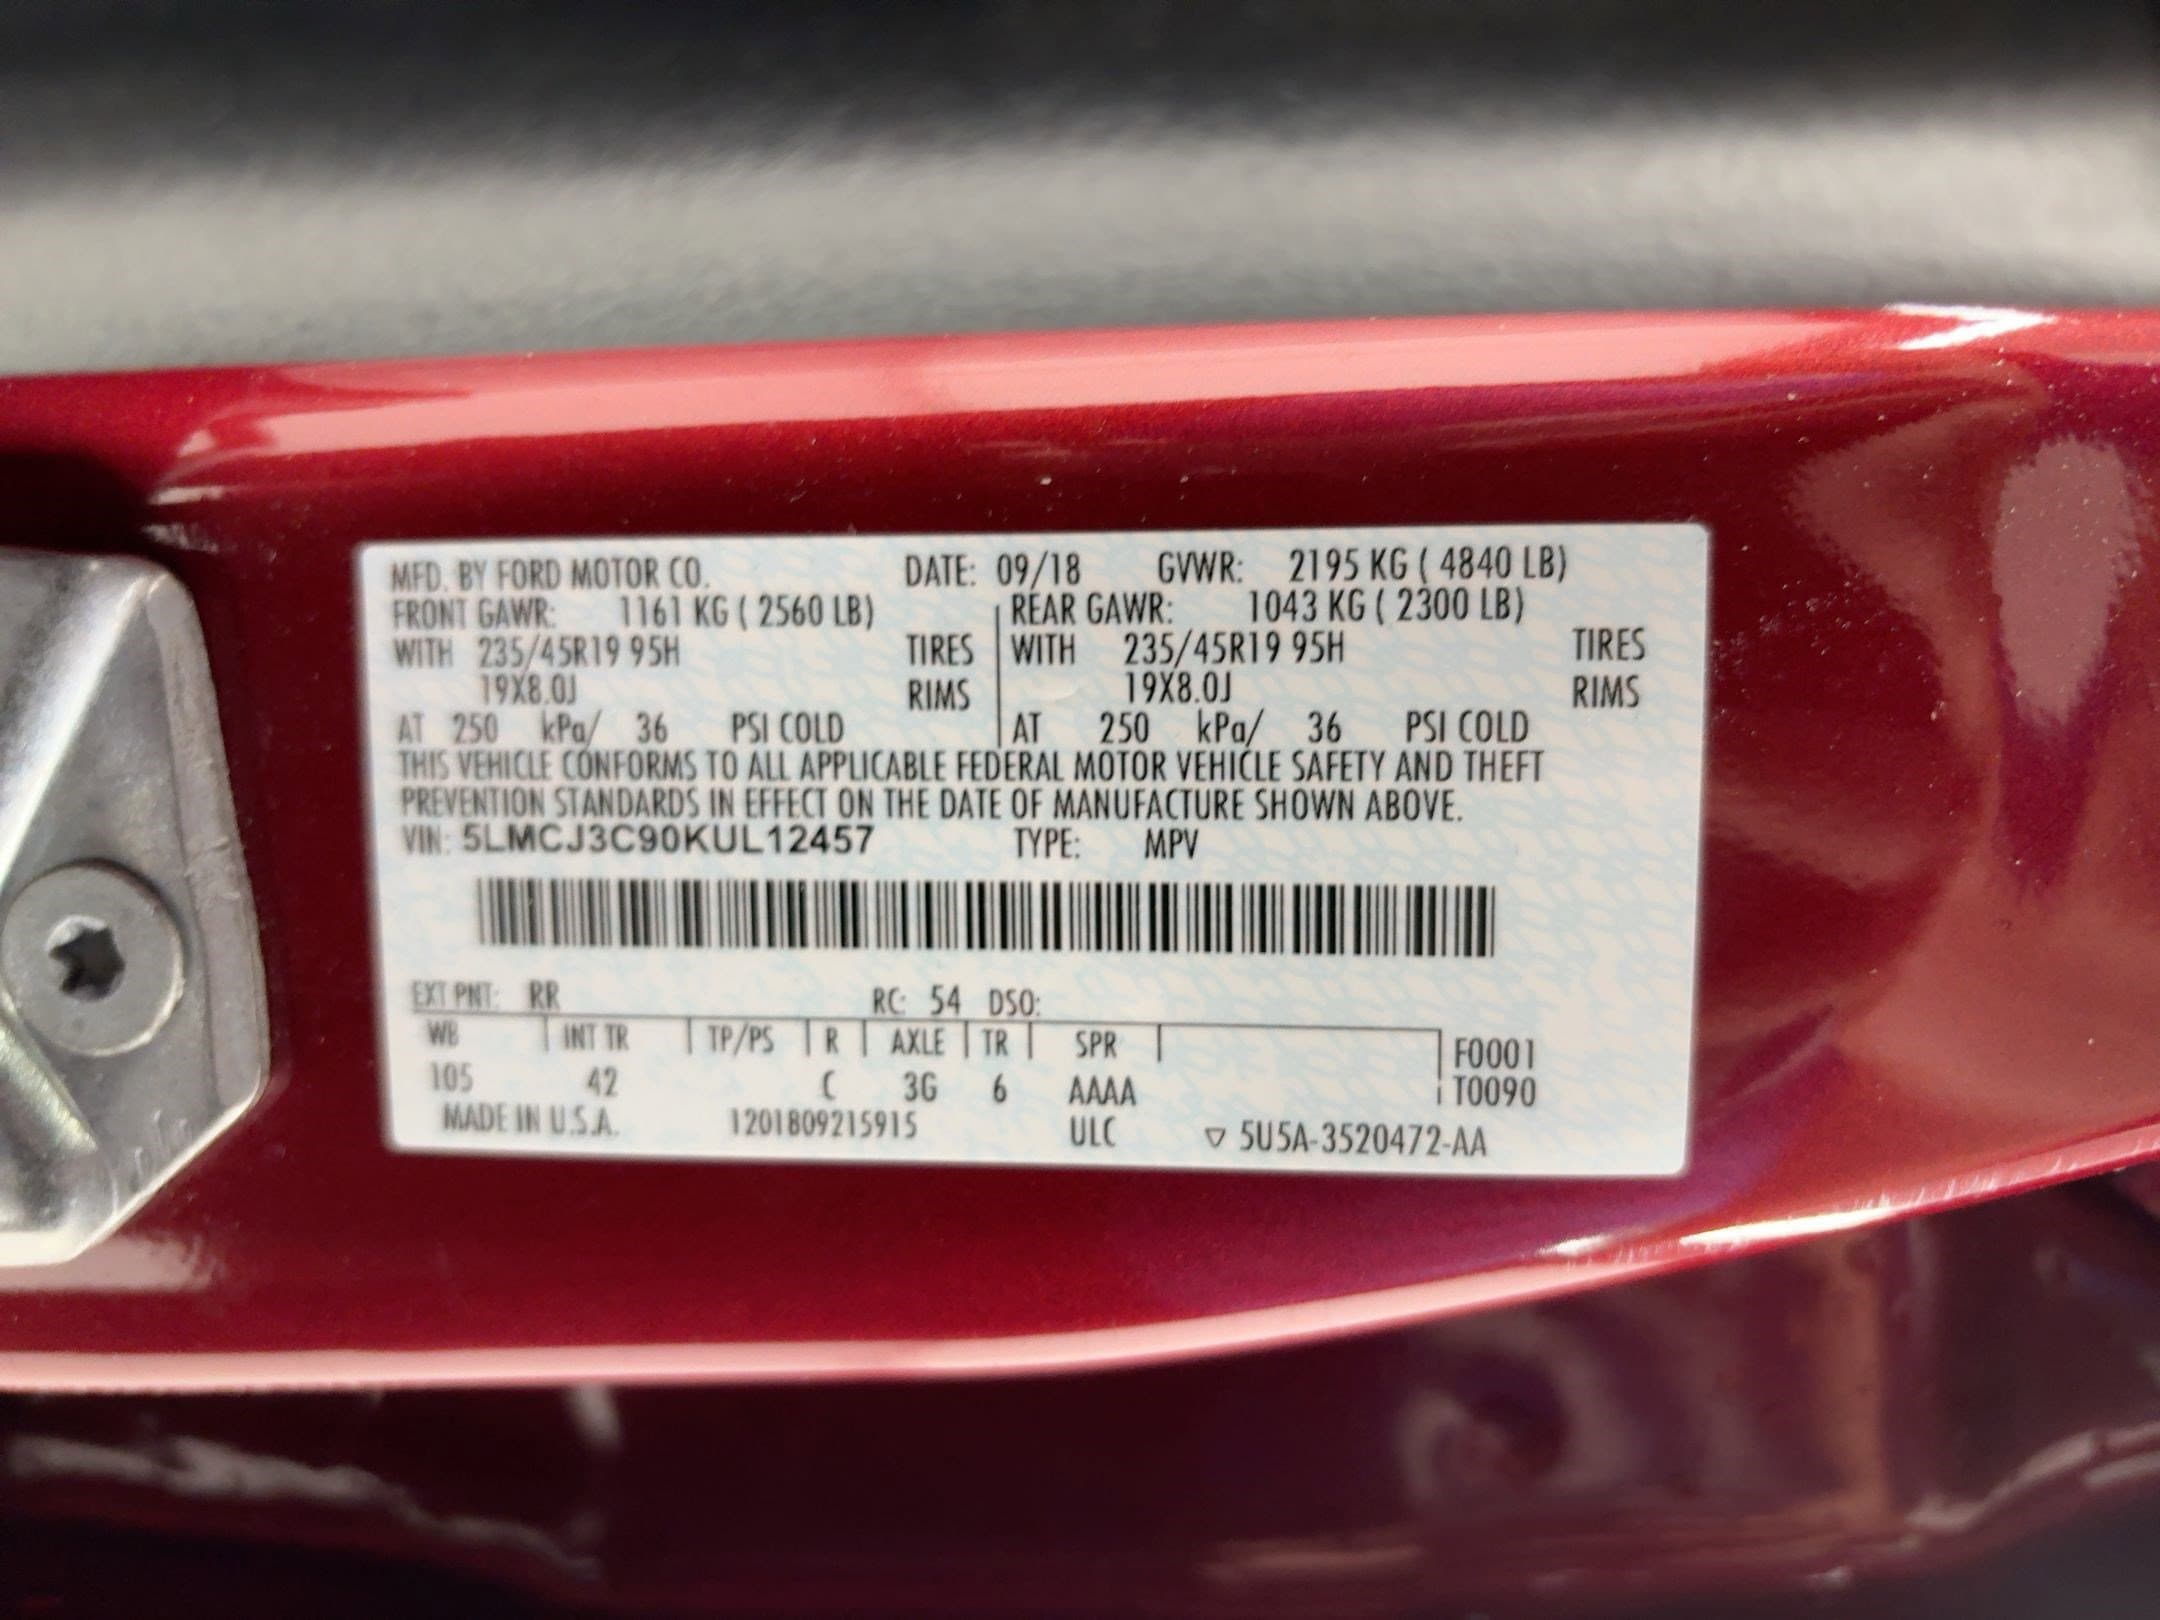 MFD. BY FORD MOTOR CO. DATE: 09/18 GVWR: 2195 KG ( 4840 LB)
FRONT GAWR: 1161 KG ( 2560 LB) REAR GAWR: 1043 KG ( 2300 LB)
WITH 235/45R19 95H TIRES WITH 235/45R19 95H TIRES
19X8.0J RIMS 19X8.0J RIMS
AT 250 kPa/ 36 PSI COLD AT 250 kPa/ 36 PSI COLD
THIS VEHICLE CONFORMS TO ALL APPLICABLE FEDERAL MOTOR VEHICLE SAFETY AND THEFT
PREVENTION STANDARDS IN EFFECT ON THE DATE OF MANUFACTURE SHOWN ABOVE.
VIN: 5LMCJ3C90KUL12457 TYPE: MPV
EXT PNT: RR RC: 54 DSO:
WB INT TR TP/PS R AXLE TR SPR F0001
105 42 C 3G 6 AAAA T0090
MADE IN U.S.A. 1201809215915 ULC ▽ 5U5A-3520472-AA